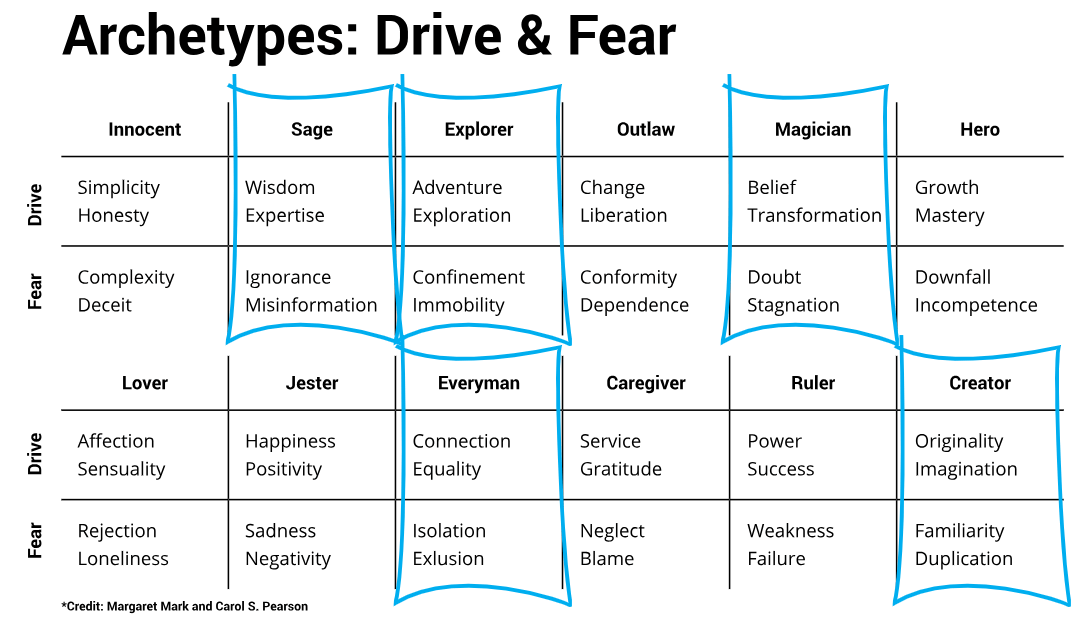 Archetypes: Drive & Fear
Innocent Sage Explorer Outlaw Magician Hero
Drive
Simplicity Wisdom Adventure Change Belief Growth
Honesty Expertise Exploration Liberation Transformation Mastery
Fear
Complexity Ignorance Confinement Conformity Doubt Downfall
Deceit Misinformation Immobility Dependence Stagnation Incompetence
Lover Jester Everyman Caregiver Ruler Creator
Drive
Affection Happiness Connection Service Power Originality
Sensuality Positivity Equality Gratitude Success Imagination
Fear
Rejection Sadness Isolation Neglect Weakness Familiarity
Loneliness Negativity Exlusion Blame Failure Duplication
*Credit: Margaret Mark and Carol S. Pearson